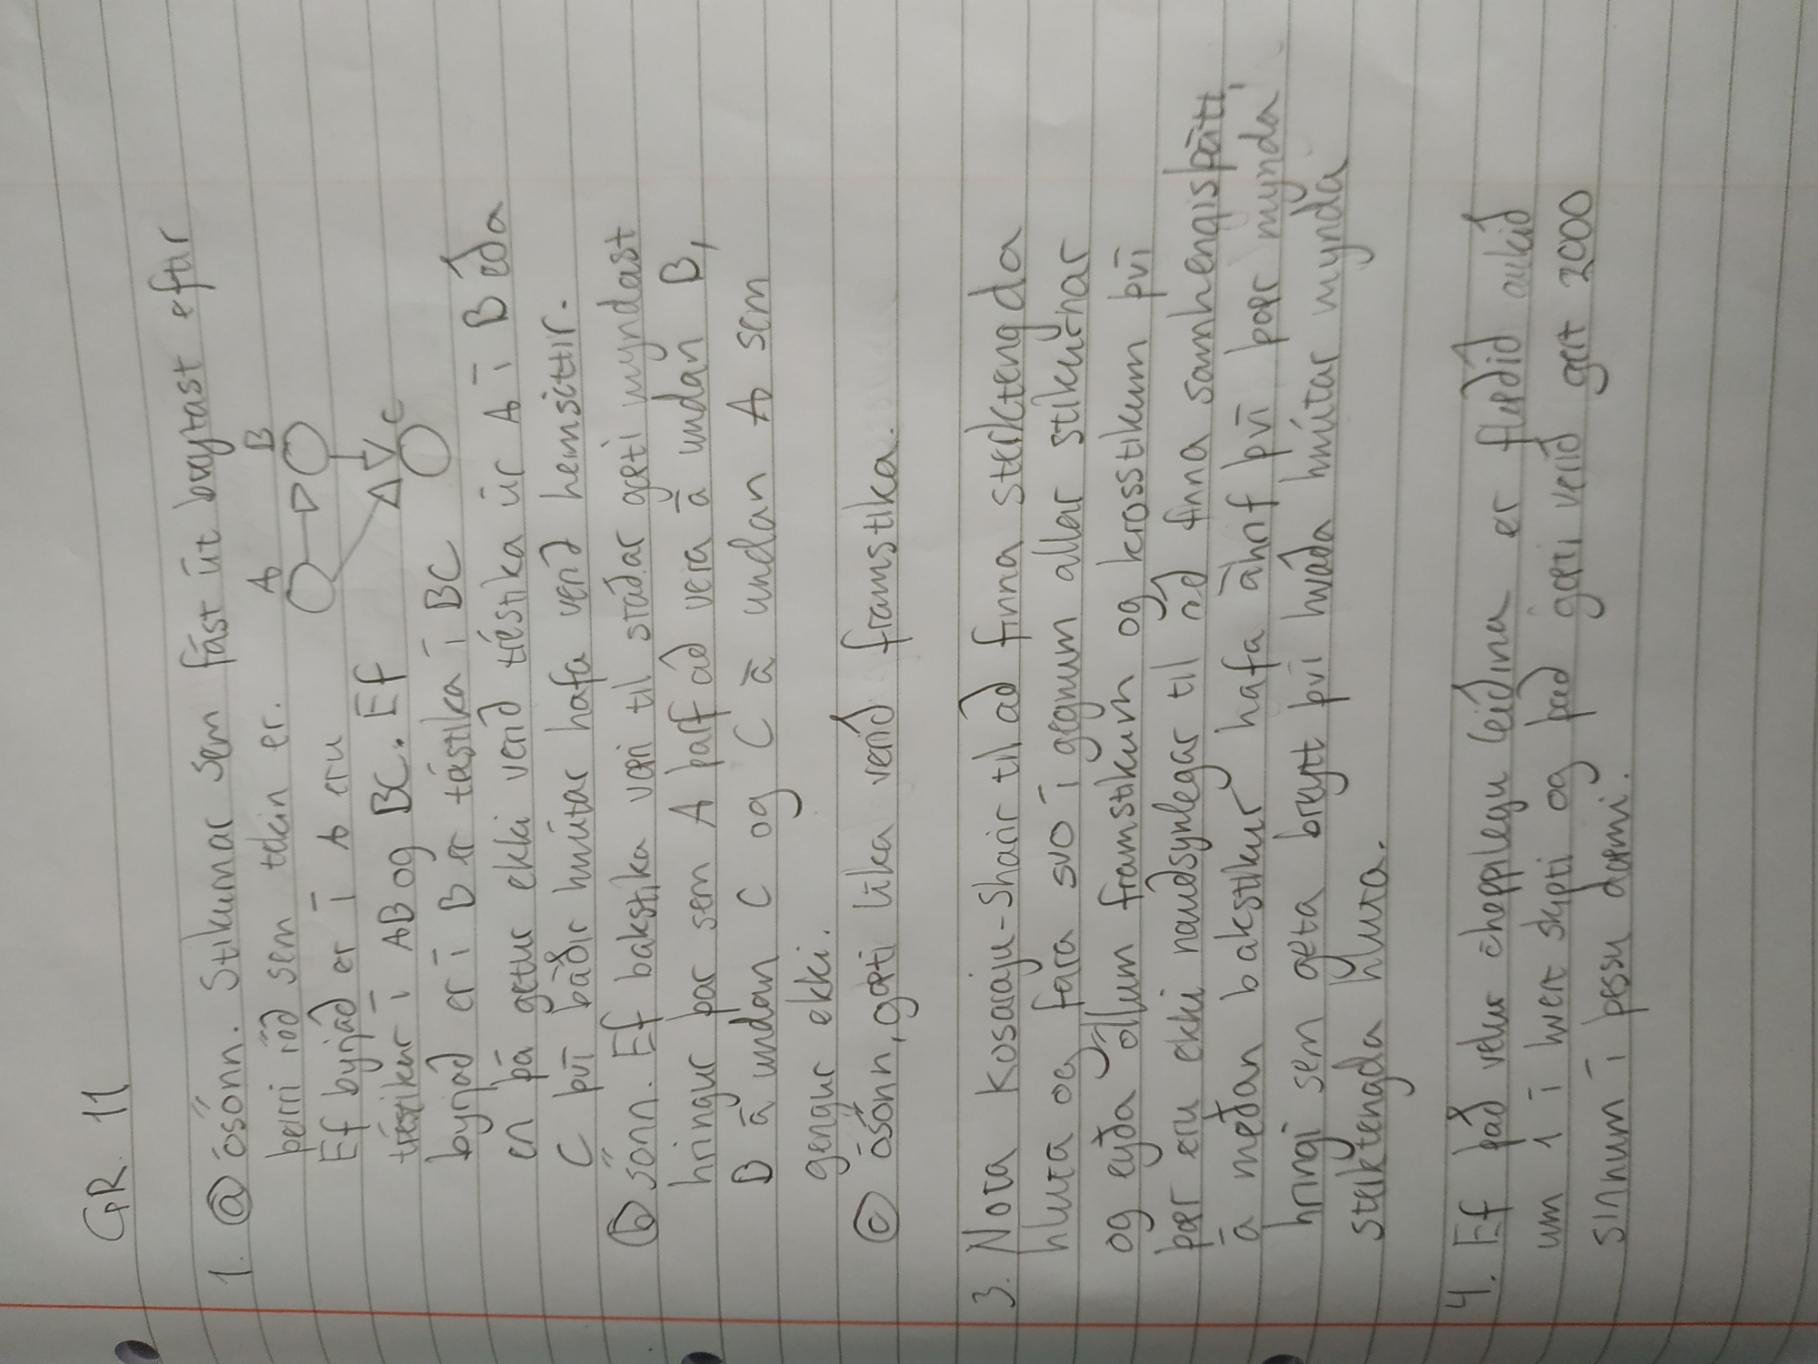 GR. 11
1. a ósönn. Stikurnar sem fást út breytast eftir
þeirri röð sem tekin er.
A B
Ef byrjað er í A eru
tréstikur í AB og BC. Ef
C
byrjað er í B er tréstika í BC
en þá getur ekki verið tréstika úr A í B eða
C því báðir hnútar hafa verið heimsóttir.
b sönn. Ef bakstika væri til staðar gæti myndast
hringur þar sem A þarf að vera á undan B,
B á undan C og C á undan A sem
gengur ekki.
c ósönn, gæti líka verið framstika.
3. Nota Kosaraju-Sharir til að finna sterktengda
hluta og fara svo í gegnum allar stikurnar
og eyða öllum framstikum og krosstikum því
þær eru ekki nauðsynlegar til að finna samhengisþátt,
á meðan bakstikur hafa áhrif því þær mynda
hringi sem geta breytt því hvaða hnútar mynda
sterktengda hluta.
4. Ef það velur heppilegu leiðina er flæðið aukið
um 1 í hvert skipti og það gæti verið gert 2000
sinnum í þessu dæmi.